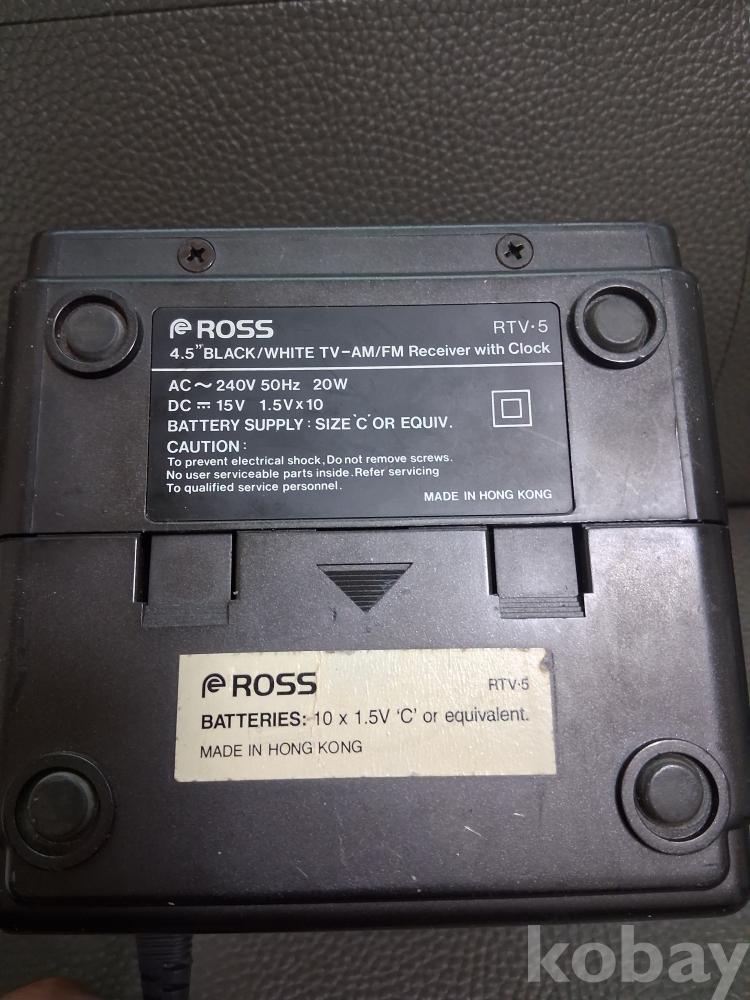 ROSS RTV·5
4.5" BLACK/WHITE TV-AM/FM Receiver with Clock
AC ~ 240V 50Hz 20W
DC ⎓ 15V 1.5V x 10
BATTERY SUPPLY : SIZE 'C' OR EQUIV.
CAUTION :
To prevent electrical shock, Do not remove screws.
No user serviceable parts inside. Refer servicing
To qualified service personnel.
MADE IN HONG KONG
ROSS RTV·5
BATTERIES: 10 x 1.5V 'C' or equivalent.
MADE IN HONG KONG
kobay